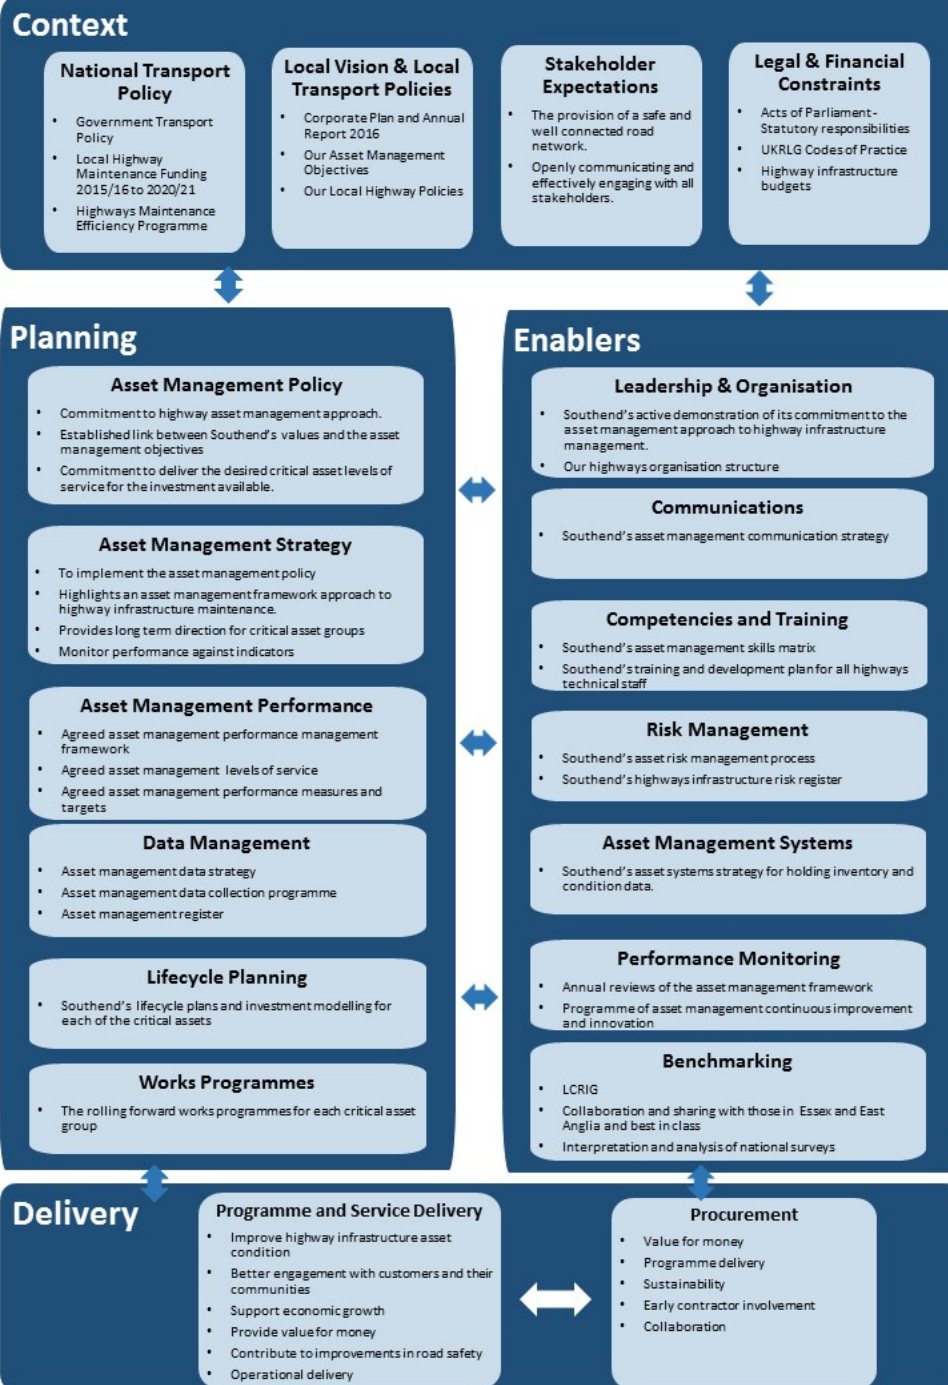 Context
National Transport
Policy
• Government Transport
Policy
• Local Highway
Maintenance Funding
2015/16 to 2020/21
• Highways Maintenance
Efficiency Programme
Local Vision & Local
Transport Policies
• Corporate Plan and Annual
Report 2016
• Our Asset Management
Objectives
• Our Local Highway Policies
Stakeholder
Expectations
• The provision of a safe and
well connected road
network.
• Openly communicating and
effectively engaging with all
stakeholders.
Legal & Financial
Constraints
• Acts of Parliament-
Statutory responsibilities
• UKRLG Codes of Practice
• Highway infrastructure
budgets
Planning
Asset Management Policy
• Commitment to highway asset management approach.
• Established link between Southend's values and the asset
management objectives
• Commitment to deliver the desired critical asset levels of
service for the investment available.
Asset Management Strategy
• To implement the asset management policy
• Highlights an asset management framework approach to
highway infrastructure maintenance.
• Provides long term direction for critical asset groups
• Monitor performance against indicators
Asset Management Performance
• Agreed asset management performance management
framework
• Agreed asset management levels of service
• Agreed asset management performance measures and
targets
Data Management
• Asset management data strategy
• Asset management data collection programme
• Asset management register
Lifecycle Planning
• Southend's lifecycle plans and investment modelling for
each of the critical assets
Works Programmes
• The rolling forward works programmes for each critical asset
group
Enablers
Leadership & Organisation
• Southend's active demonstration of its commitment to the
asset management approach to highway infrastructure
management.
• Our highways organisation structure
Communications
• Southend's asset management communication strategy
Competencies and Training
• Southend's asset management skills matrix
• Southend's training and development plan for all highways
technical staff
Risk Management
• Southend's asset risk management process
• Southend's highways infrastructure risk register
Asset Management Systems
• Southend's asset systems strategy for holding inventory and
condition data.
Performance Monitoring
• Annual reviews of the asset management framework
• Programme of asset management continuous improvement
and innovation
Benchmarking
• LCRIG
• Collaboration and sharing with those in Essex and East
Anglia and best in class
• Interpretation and analysis of national surveys
Delivery
Programme and Service Delivery
• Improve highway infrastructure asset
condition
• Better engagement with customers and their
communities
• Support economic growth
• Provide value for money
• Contribute to improvements in road safety
• Operational delivery
Procurement
• Value for money
• Programme delivery
• Sustainability
• Early contractor involvement
• Collaboration